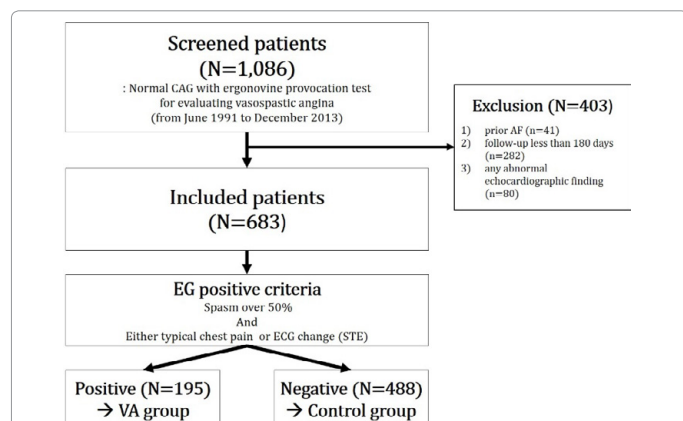 Screened patients
(N=1,086)
: Normal CAG with ergonovine provocation test
for evaluating vasospastic angina
(from June 1991 to December 2013)
Exclusion (N=403)
1) prior AF (n=41)
2) follow-up less than 180 days
(n=282)
3) any abnormal
echocardiographic finding
(n=80)
Included patients
(N=683)
EG positive criteria
Spasm over 50%
And
Either typical chest pain or ECG change (STE)
Positive (N=195)
→ VA group
Negative (N=488)
→ Control group